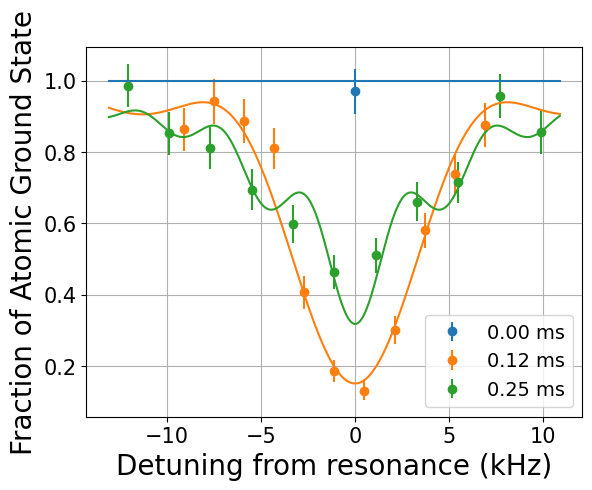 Fraction of Atomic Ground State
1.0
0.8
0.6
0.4
0.2
−10
−5
0
5
10
Detuning from resonance (kHz)
0.00 ms
0.12 ms
0.25 ms